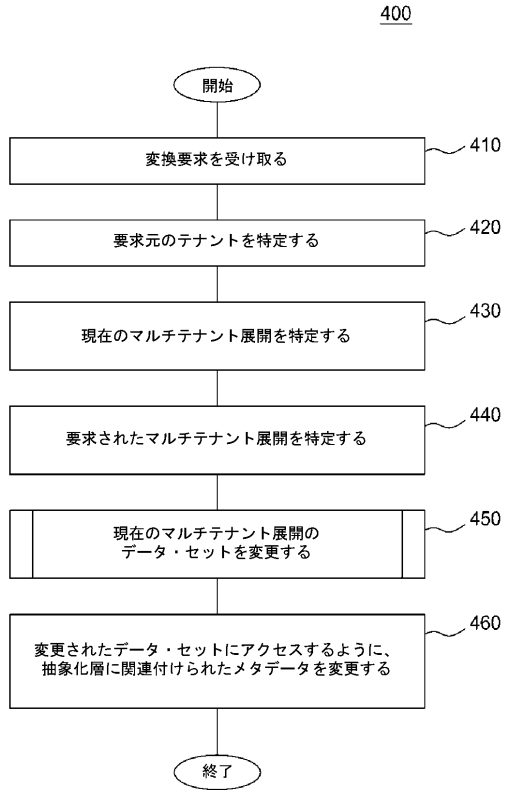 400
開始
変換要求を受け取る
410
要求元のテナントを特定する
420
現在のマルチテナント展開を特定する
430
要求されたマルチテナント展開を特定する
440
現在のマルチテナント展開の
データ・セットを変更する
450
変更されたデータ・セットにアクセスするように、
抽象化層に関連付けられたメタデータを変更する
460
終了